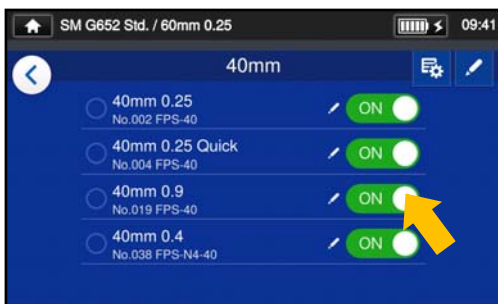 SM G652 Std. / 60mm 0.25 09:41
40mm
40mm 0.25 ON
No.002 FPS-40
40mm 0.25 Quick ON
No.004 FPS-40
40mm 0.9 ON
No.019 FPS-40
40mm 0.4 ON
No.038 FPS-N4-40